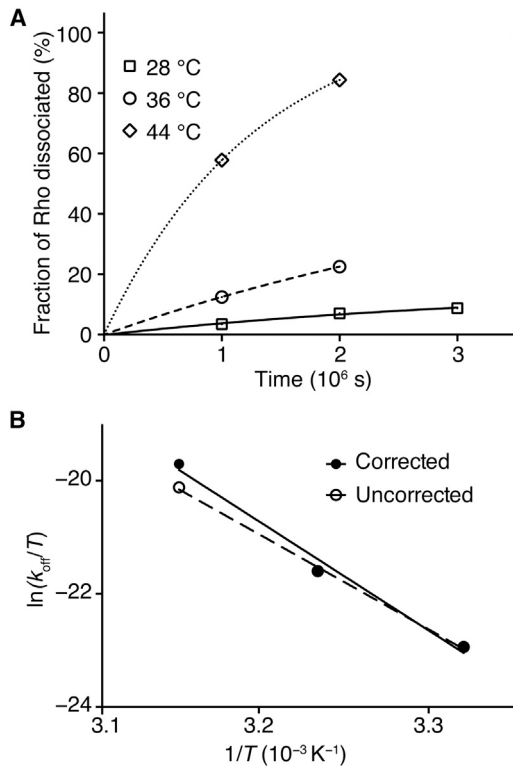 A
Fraction of Rho dissociated (%)
100
80
60
40
20
0
28 °C
36 °C
44 °C
0 1 2 3
Time (10⁶ s)
B
ln(k_off/T)
−20
−22
−24
Corrected
Uncorrected
3.1 3.2 3.3
1/T (10⁻³ K⁻¹)